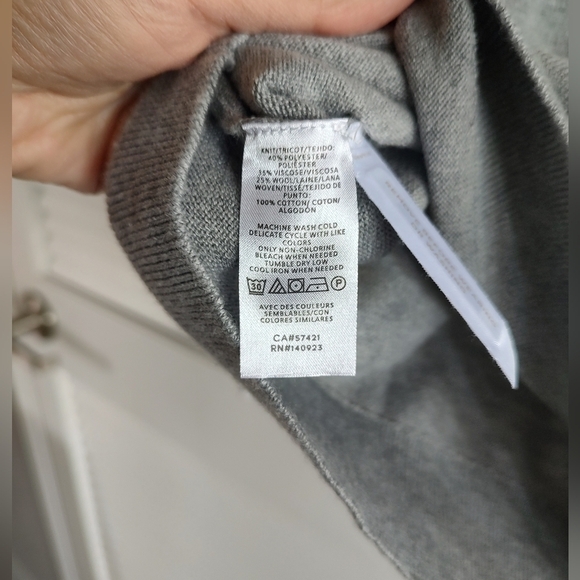 KNIT/TRICOT/TEJIDO:
40% POLYESTER/
POLIÉSTER
35% VISCOSE/VISCOSA
25% WOOL/LAINE/LANA
WOVEN/TISSÉ/TEJIDO DE
PUNTO:
100% COTTON/ COTON/
ALGODÓN
MACHINE WASH COLD
DELICATE CYCLE WITH LIKE
COLORS
ONLY NON-CHLORINE
BLEACH WHEN NEEDED
TUMBLE DRY LOW
COOL IRON WHEN NEEDED
30 P
AVEC DES COULEURS
SEMBLABLES/CON
COLORES SIMILARES
CA#57421
RN#140923